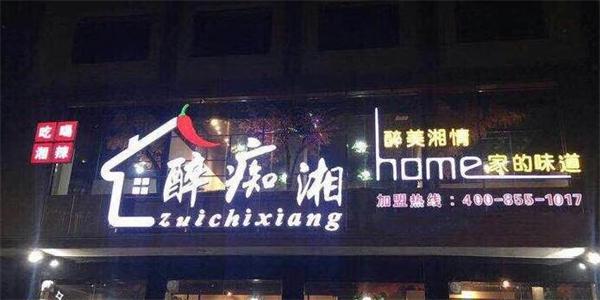 吃喝
湘辣
醉痴湘
zuichixiang
醉美湘情
home家的味道
加盟热线：400-855-1017